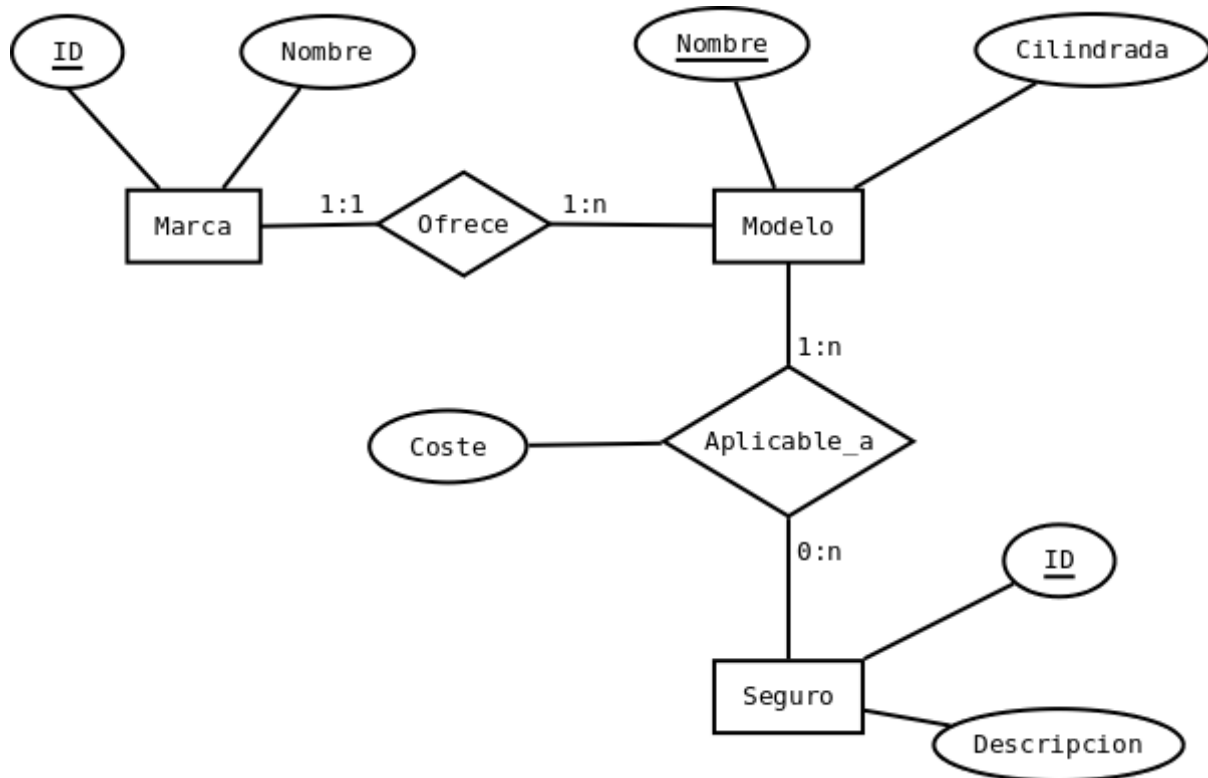 ID
Nombre
Nombre
Cilindrada
Marca
1:1
Ofrece
1:n
Modelo
1:n
Coste
Aplicable_a
0:n
ID
Seguro
Descripcion